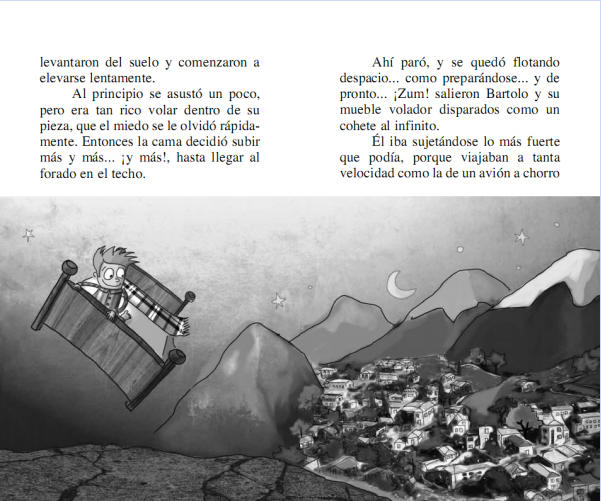 levantaron del suelo y comenzaron a
elevarse lentamente.
Al principio se asustó un poco,
pero era tan rico volar dentro de su
pieza, que el miedo se le olvidó rápida-
mente. Entonces la cama decidió subir
más y más... ¡y más!, hasta llegar al
forado en el techo.
Ahí paró, y se quedó flotando
despacio... como preparándose... y de
pronto... ¡Zum! salieron Bartolo y su
mueble volador disparados como un
cohete al infinito.
Él iba sujetándose lo más fuerte
que podía, porque viajaban a tanta
velocidad como la de un avión a chorro